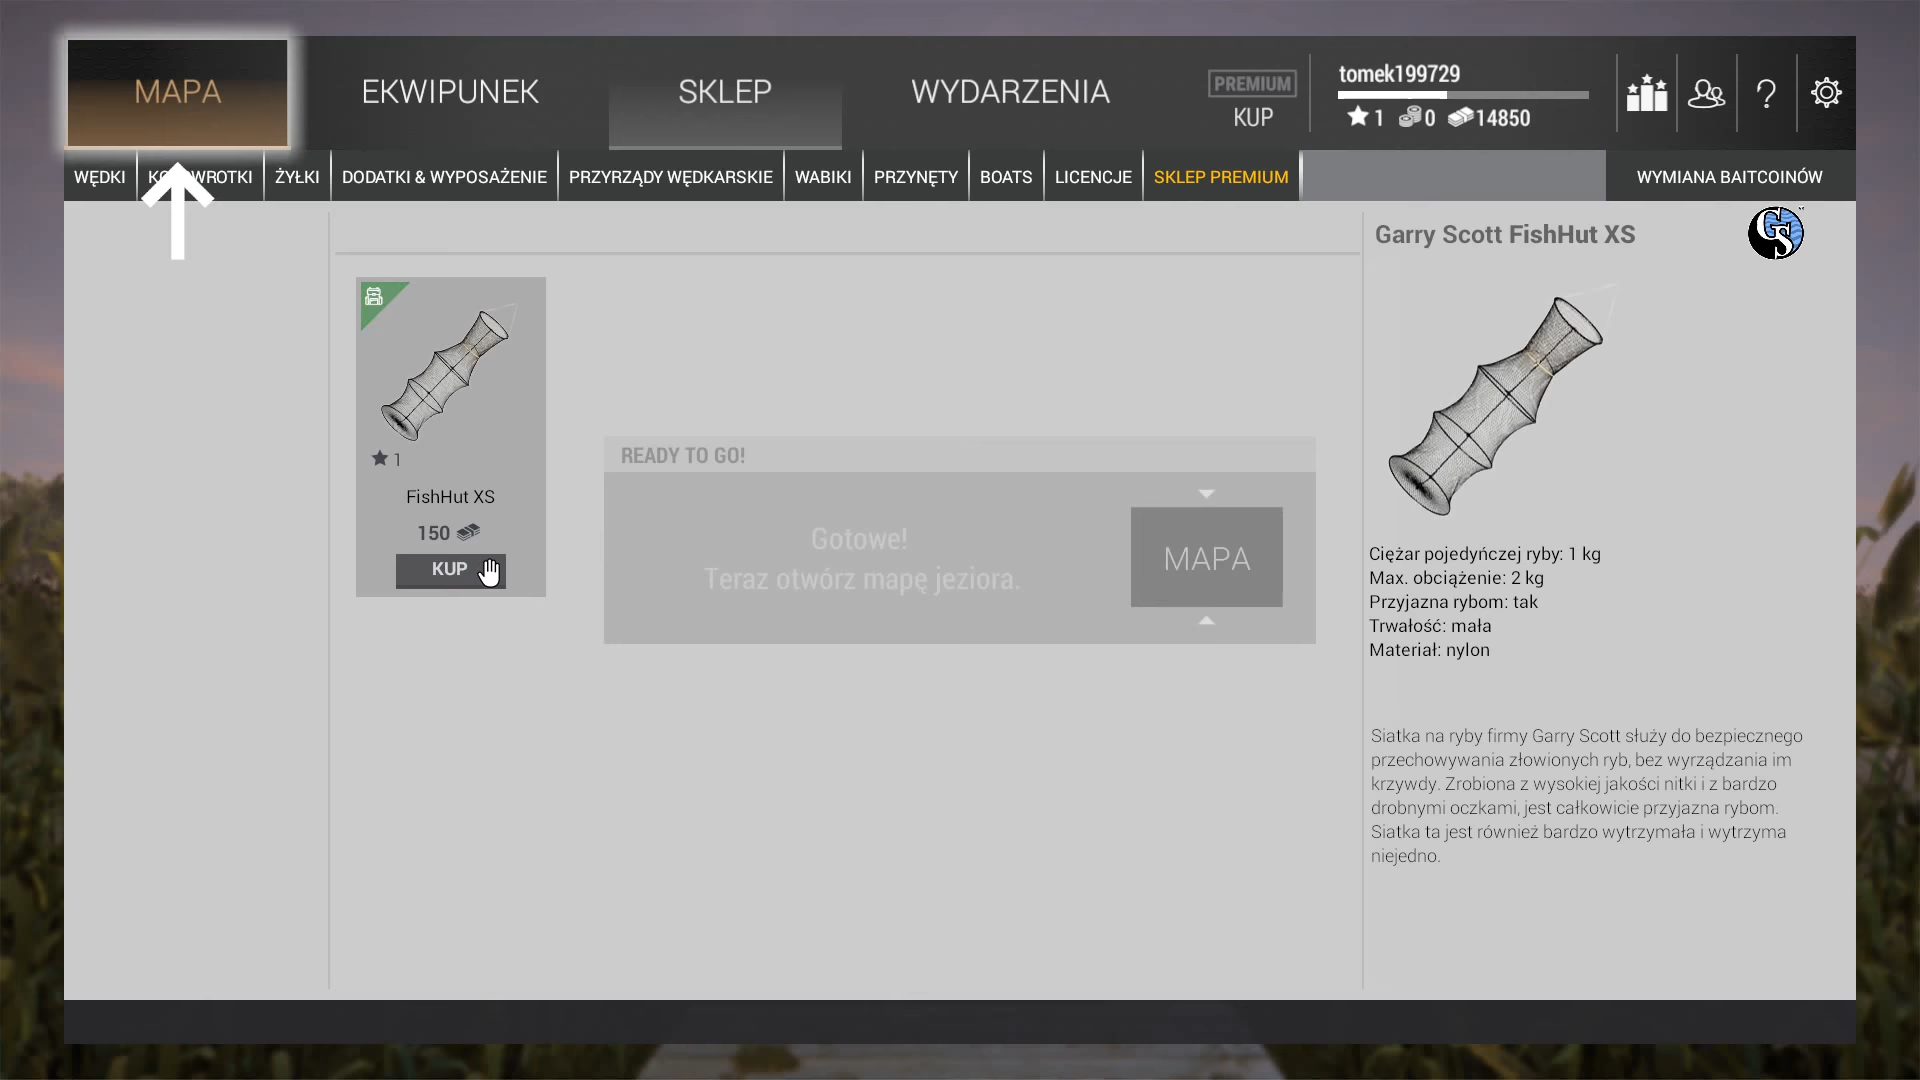 MAPA
EKWIPUNEK
SKLEP
WYDARZENIA
PREMIUM
KUP
tomek199729
1 0 14850
WĘDKI
ŻYŁKI
DODATKI & WYPOSAŻENIE
PRZYRZĄDY WĘDKARSKIE
WABIKI
PRZYNĘTY
BOATS
LICENCJE
SKLEP PREMIUM
WYMIANA BAITCOINÓW
1
FishHut XS
150
KUP
READY TO GO!
Gotowe!
Teraz otwórz mapę jeziora.
MAPA
Garry Scott FishHut XS
GS
Ciężar pojedyńczej ryby: 1 kg
Max. obciążenie: 2 kg
Przyjazna rybom: tak
Trwałość: mała
Materiał: nylon
Siatka na ryby firmy Garry Scott służy do bezpiecznego
przechowywania złowionych ryb, bez wyrządzania im
krzywdy. Zrobiona z wysokiej jakości nitki i z bardzo
drobnymi oczkami, jest całkowicie przyjazna rybom.
Siatka ta jest również bardzo wytrzymała i wytrzyma
niejedno.